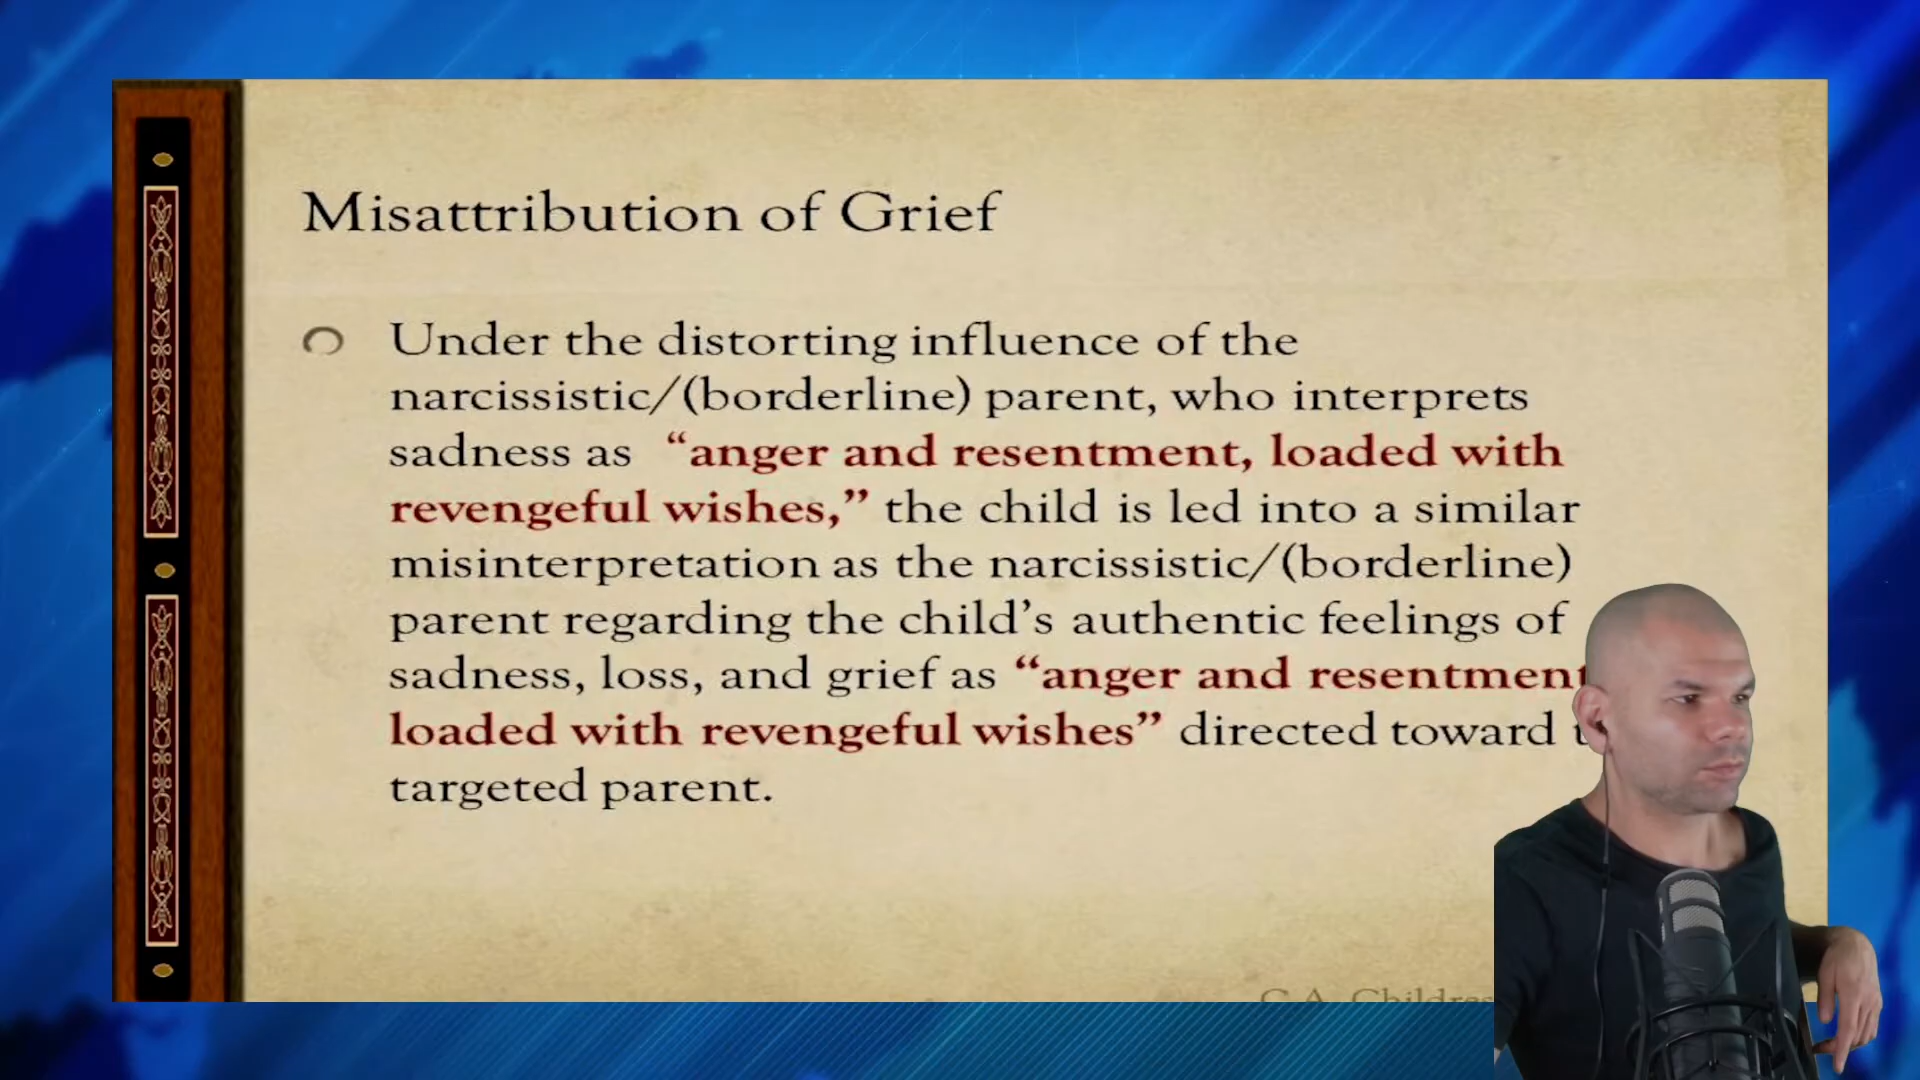 Misattribution of Grief
Under the distorting influence of the
narcissistic/(borderline) parent, who interprets
sadness as “anger and resentment, loaded with
revengeful wishes,” the child is led into a similar
misinterpretation as the narcissistic/(borderline)
parent regarding the child’s authentic feelings of
sadness, loss, and grief as “anger and resentment
loaded with revengeful wishes” directed toward
targeted parent.
C.A.